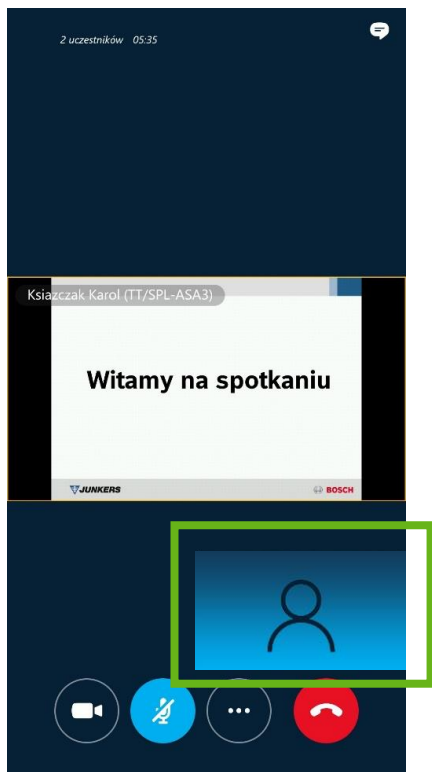 2 uczestników 05:35
Ksiazczak Karol (TT/SPL-ASA3)
Witamy na spotkaniu
JUNKERS BOSCH